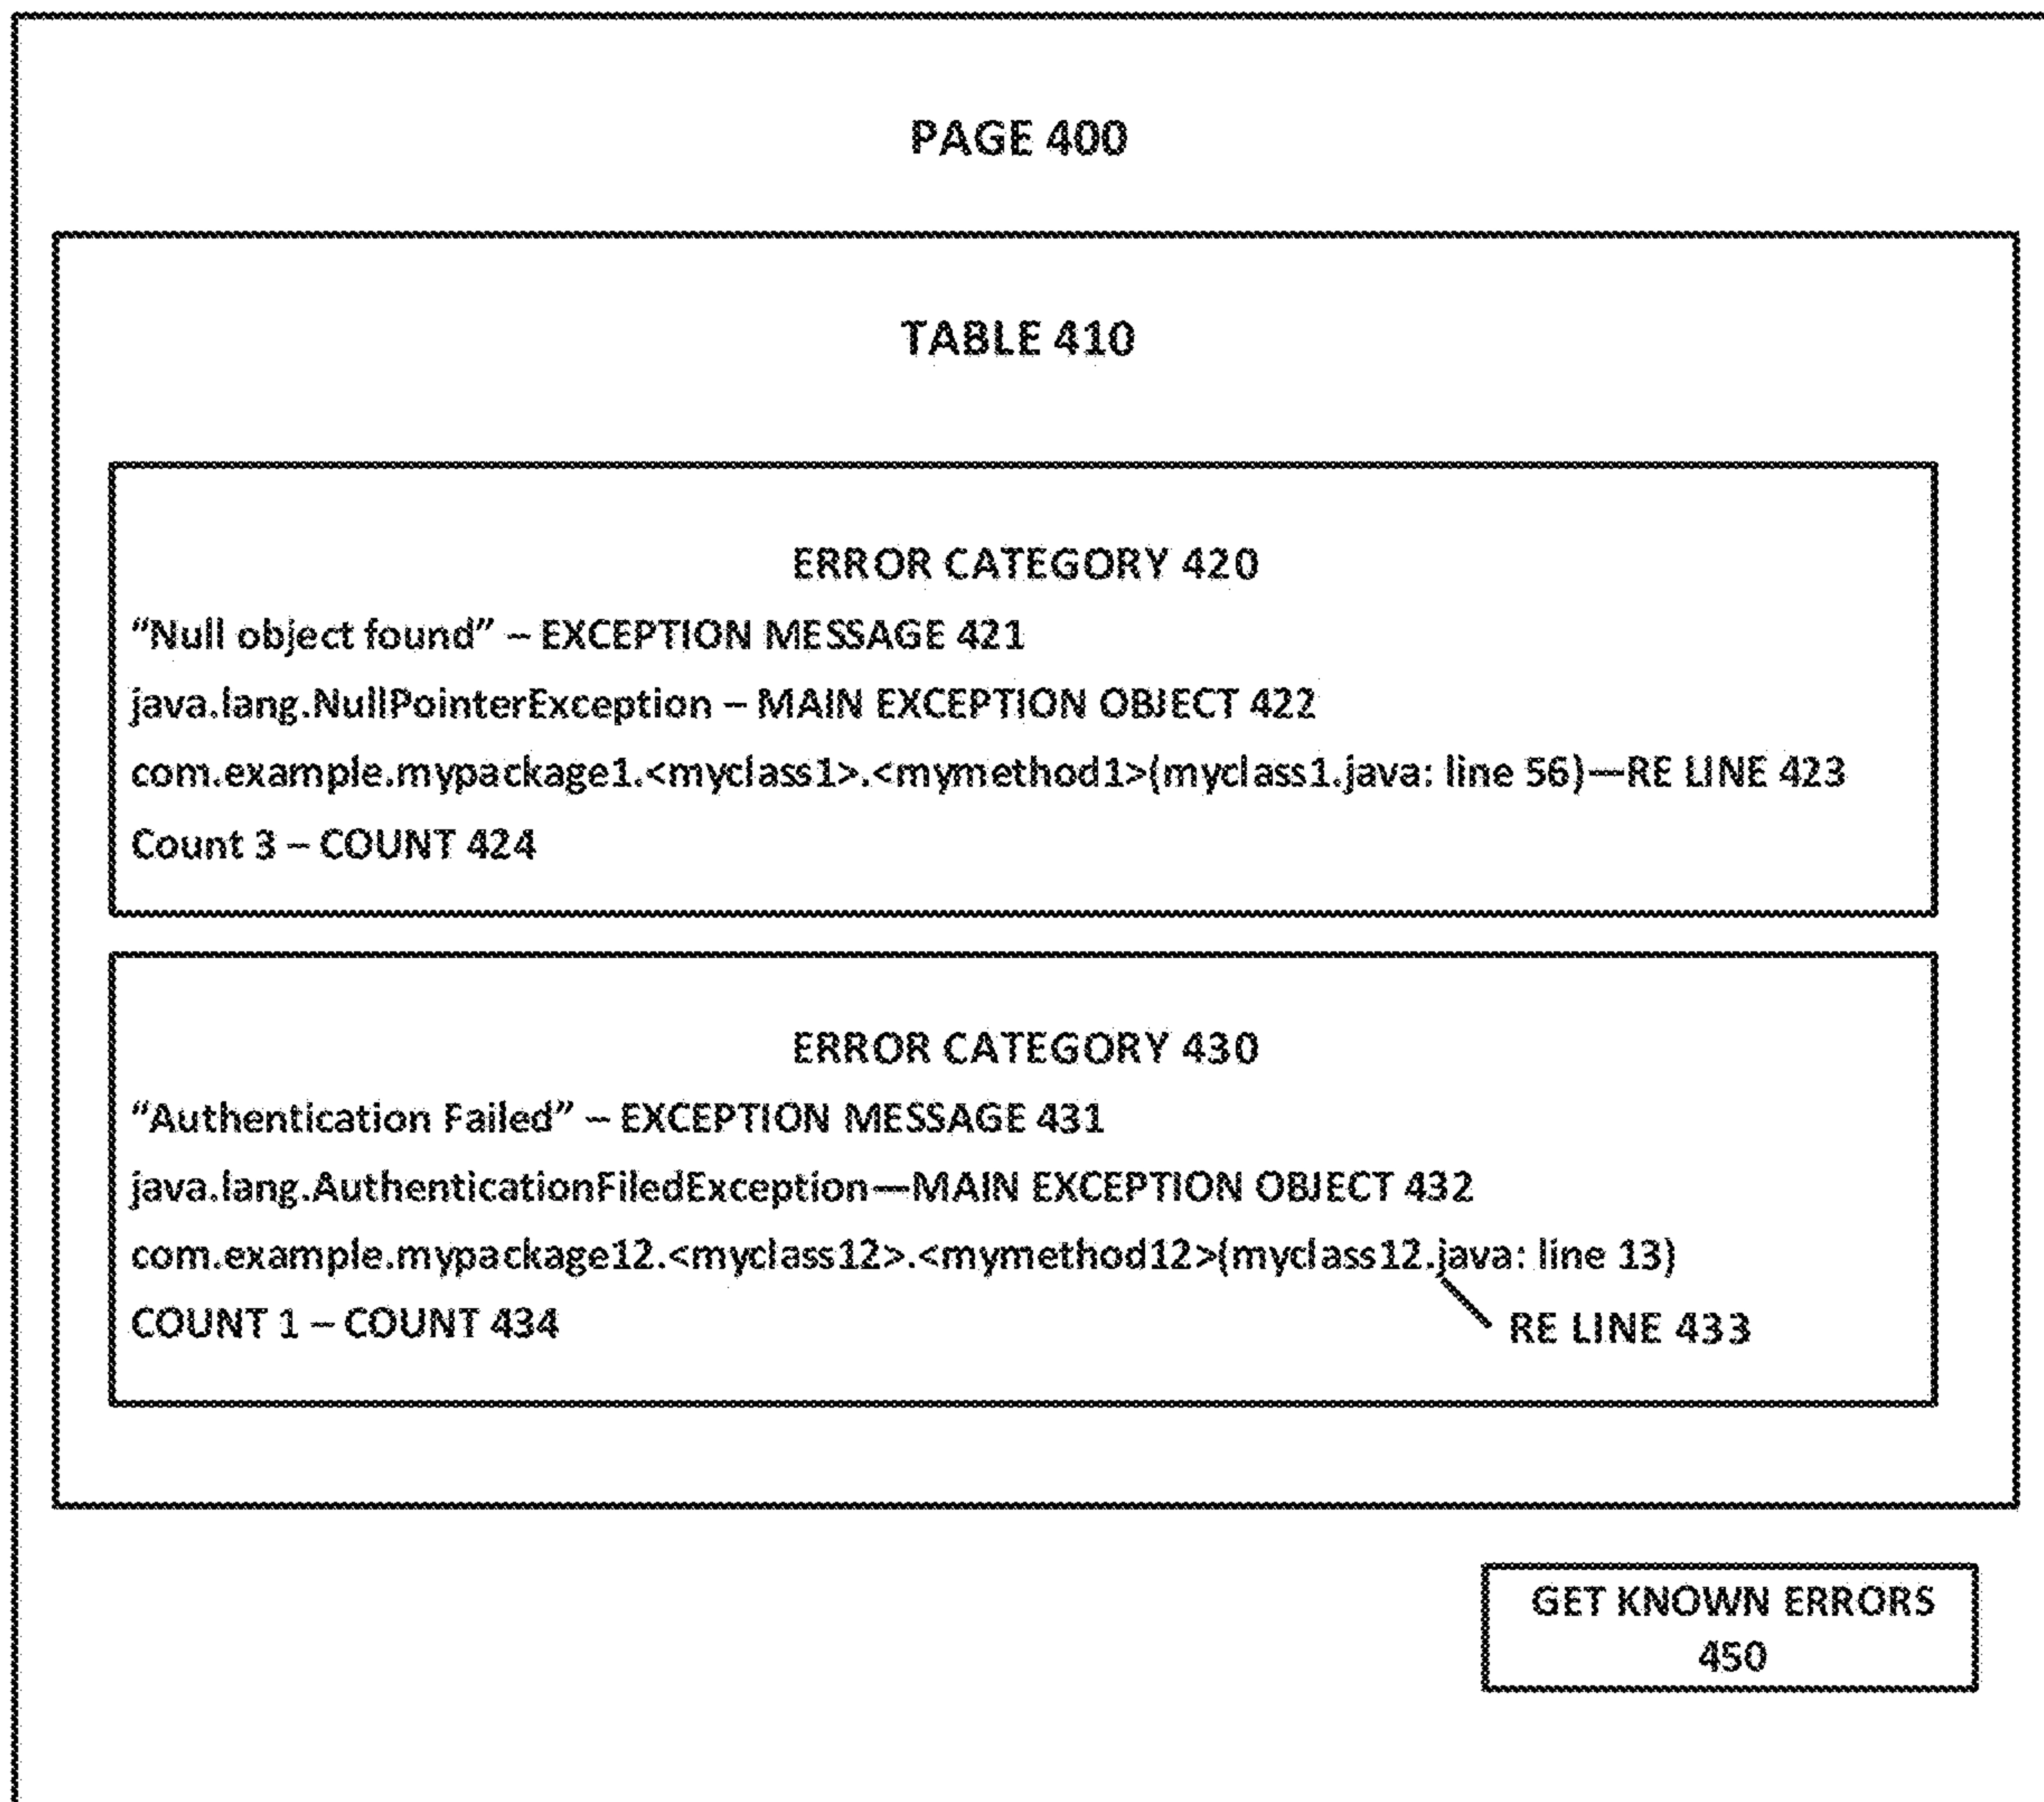 PAGE 400
TABLE 410
ERROR CATEGORY 420
“Null object found” – EXCEPTION MESSAGE 421
java.lang.NullPointerException – MAIN EXCEPTION OBJECT 422
com.example.mypackage1.<myclass1>.<mymethod1>(myclass1.java: line 56)—RE LINE 423
Count 3 – COUNT 424
ERROR CATEGORY 430
“Authentication Failed” – EXCEPTION MESSAGE 431
java.lang.AuthenticationFiledException—MAIN EXCEPTION OBJECT 432
com.example.mypackage12.<myclass12>.<mymethod12>(myclass12.java: line 13)
COUNT 1 – COUNT 434
RE LINE 433
GET KNOWN ERRORS
450